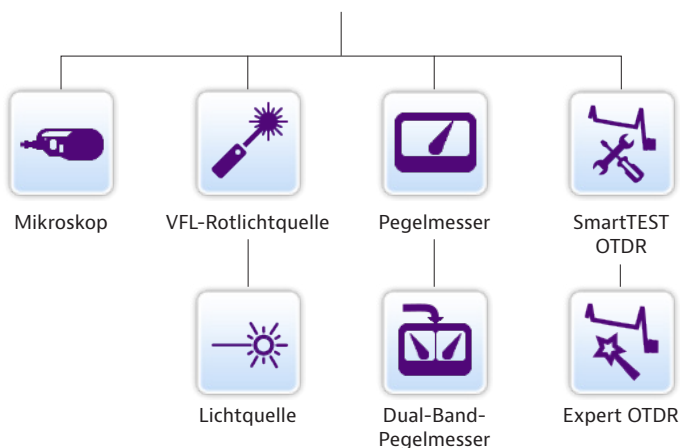 Mikroskop
VFL-Rotlichtquelle
Pegelmesser
SmartTEST
OTDR
Lichtquelle
Dual-Band-
Pegelmesser
Expert OTDR